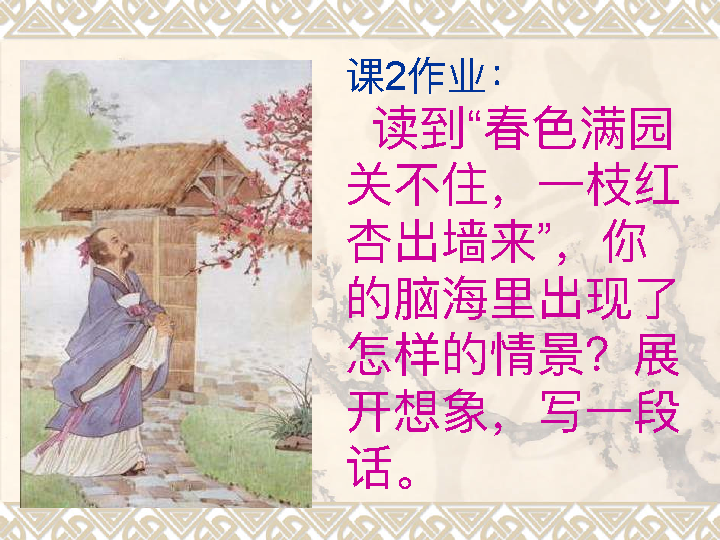 课2作业：
读到“春色满园
关不住，一枝红
杏出墙来”，你
的脑海里出现了
怎样的情景？展
开想象，写一段
话。